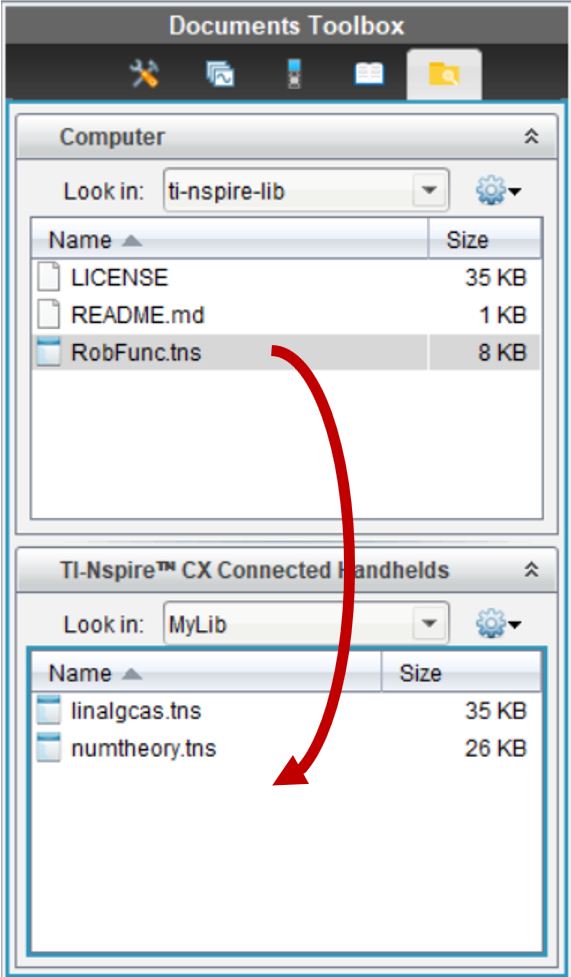 Documents Toolbox
Computer
Look in: ti-nspire-lib
Name Size
LICENSE 35 KB
README.md 1 KB
RobFunc.tns 8 KB
TI-Nspire™ CX Connected Handhelds
Look in: MyLib
Name Size
linalgcas.tns 35 KB
numtheory.tns 26 KB